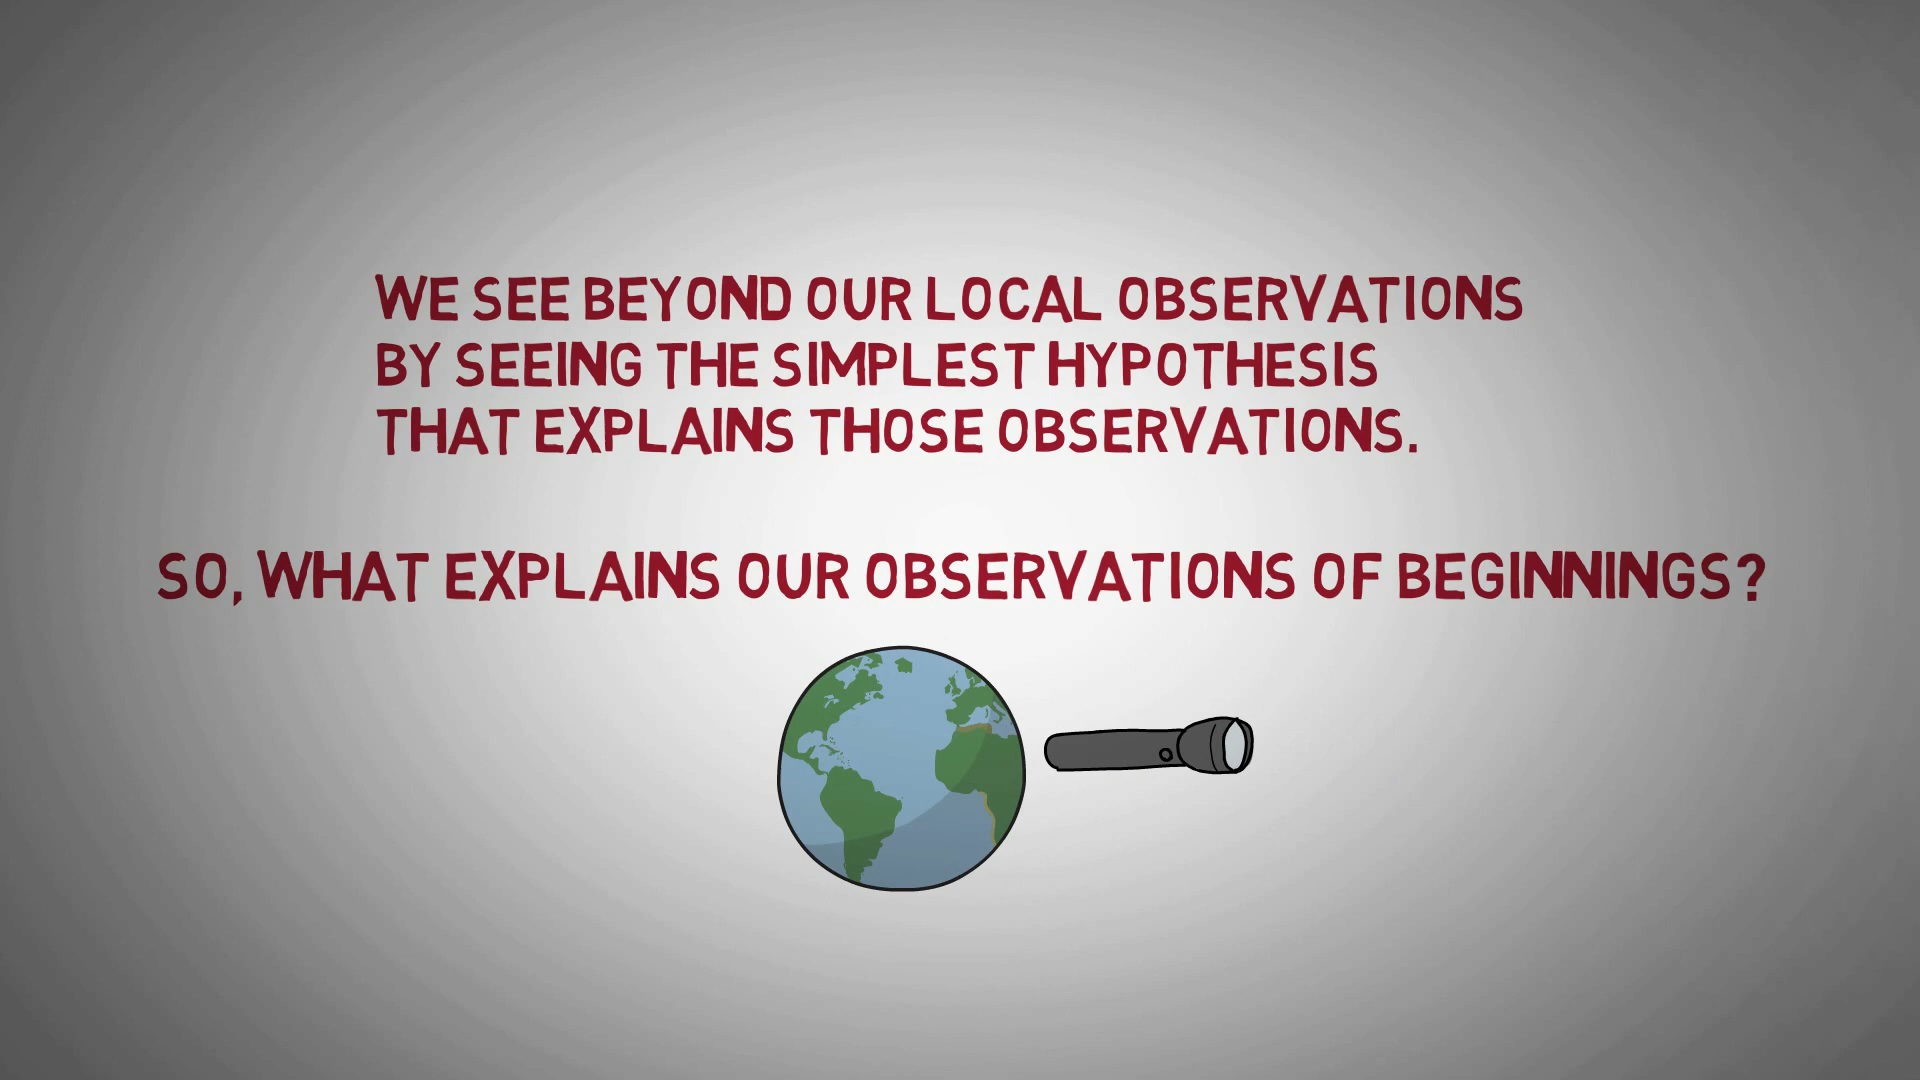 WE SEE BEYOND OUR LOCAL OBSERVATIONS
BY SEEING THE SIMPLEST HYPOTHESIS
THAT EXPLAINS THOSE OBSERVATIONS.
SO, WHAT EXPLAINS OUR OBSERVATIONS OF BEGINNINGS?